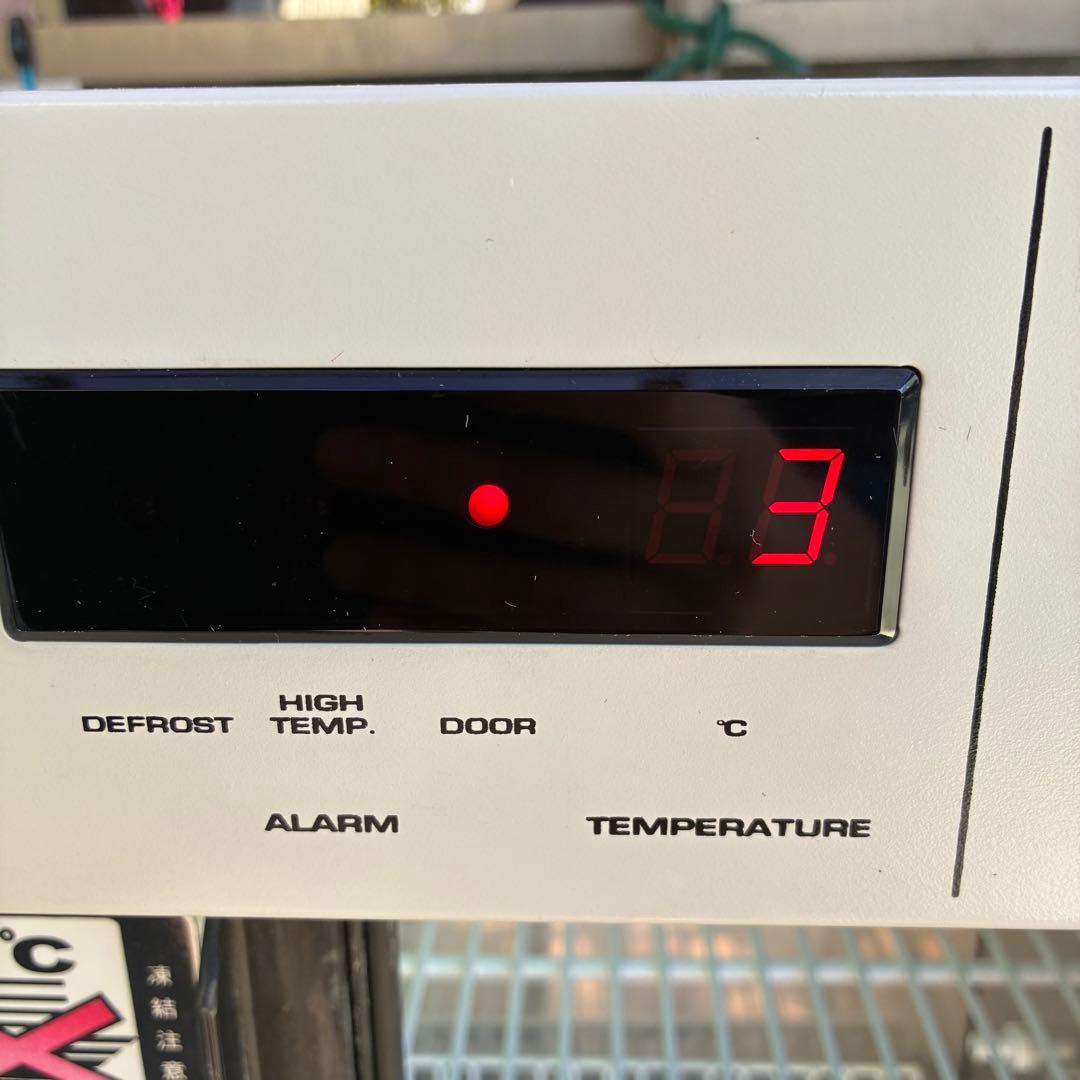 3
DEFROST
HIGH
TEMP.
DOOR
℃
ALARM
TEMPERATURE
℃
凍結注意